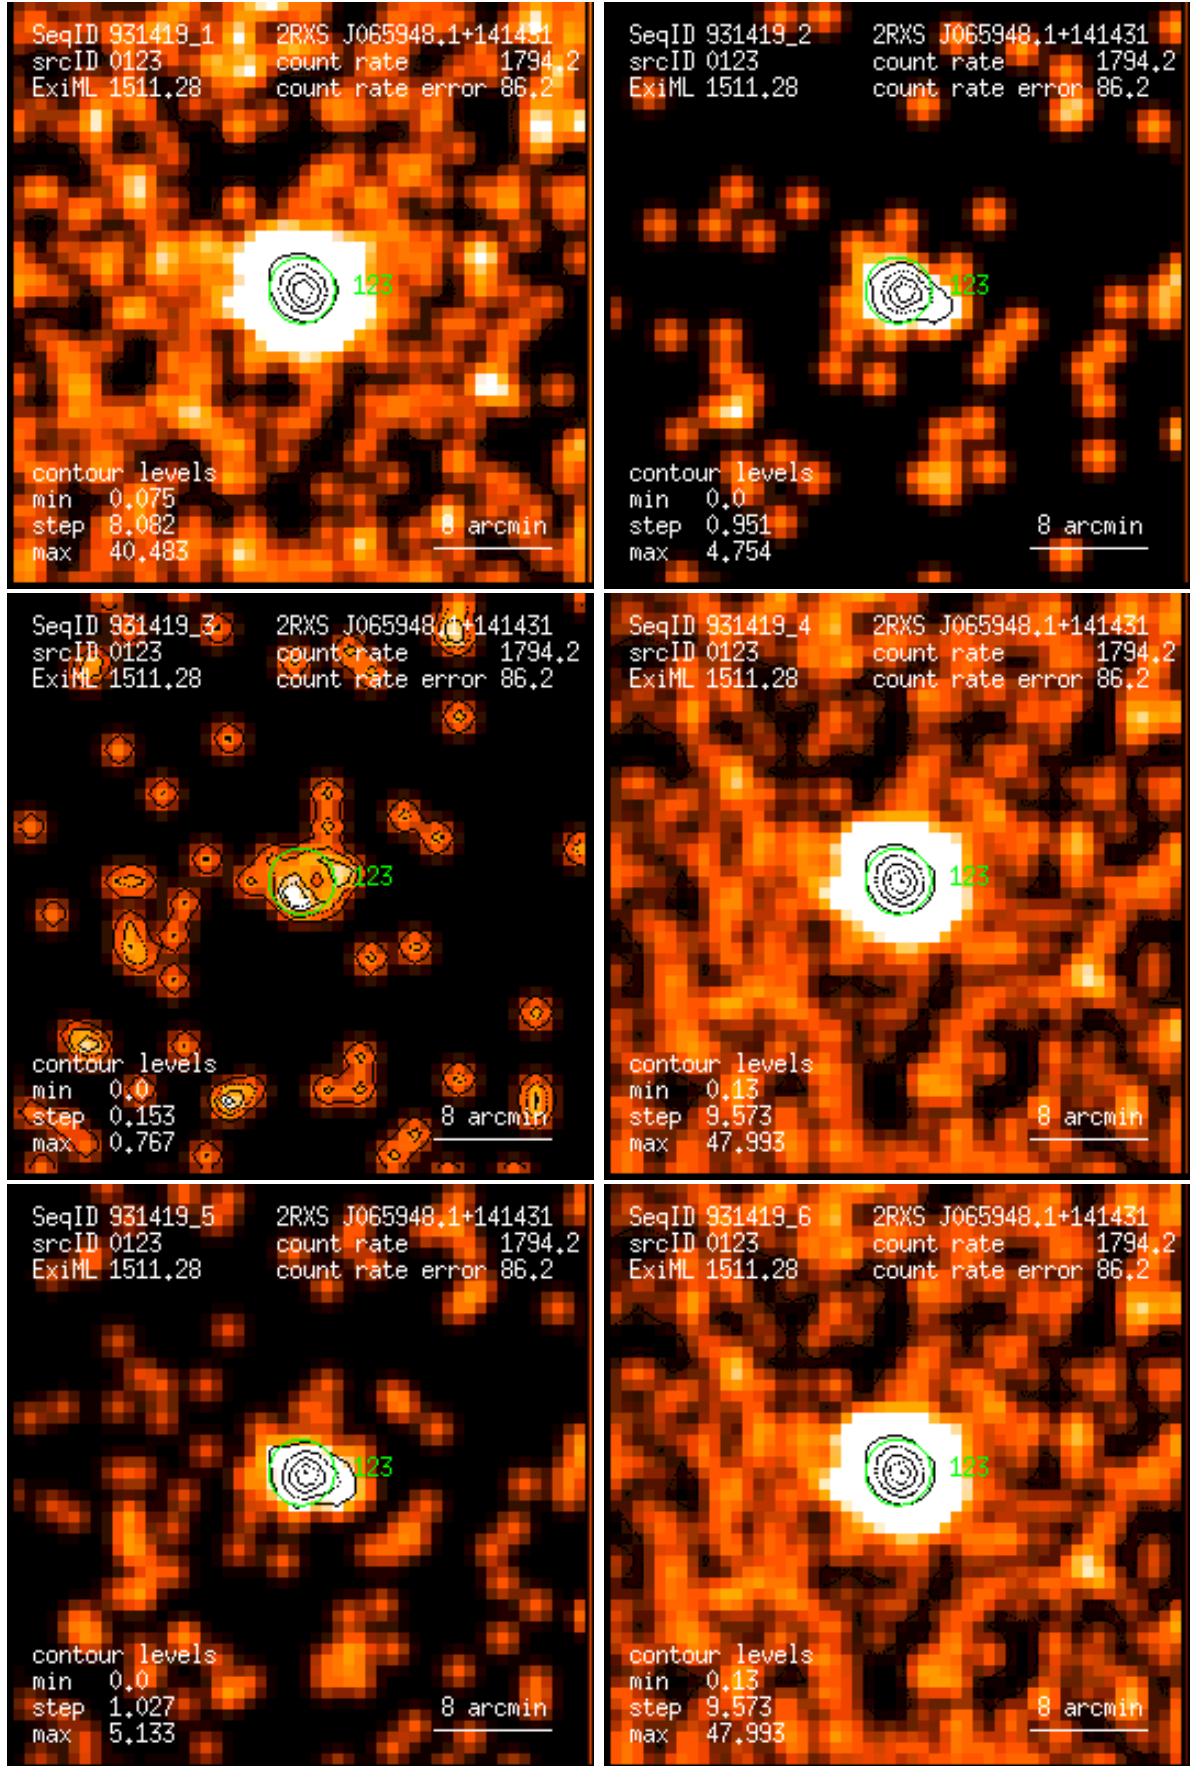 SeqID 931419_1 2RXS J065948.1+141431
srcID 0123 count rate 1794.2
ExiML 1511.28 count rate error 86.2
123
contour levels
min 0.075
step 8.082 8 arcmin
max 40.483
SeqID 931419_2 2RXS J065948.1+141431
srcID 0123 count rate 1794.2
ExiML 1511.28 count rate error 86.2
123
contour levels
min 0.0
step 0.951 8 arcmin
max 4.754
SeqID 931419_3 2RXS J065948.1+141431
srcID 0123 count rate 1794.2
ExiML 1511.28 count rate error 86.2
123
contour levels
min 0.0
step 0.153 8 arcmin
max 0.767
SeqID 931419_4 2RXS J065948.1+141431
srcID 0123 count rate 1794.2
ExiML 1511.28 count rate error 86.2
123
contour levels
min 0.13
step 9.573 8 arcmin
max 47.993
SeqID 931419_5 2RXS J065948.1+141431
srcID 0123 count rate 1794.2
ExiML 1511.28 count rate error 86.2
123
contour levels
min 0.0
step 1.027 8 arcmin
max 5.133
SeqID 931419_6 2RXS J065948.1+141431
srcID 0123 count rate 1794.2
ExiML 1511.28 count rate error 86.2
123
contour levels
min 0.13
step 9.573 8 arcmin
max 47.993